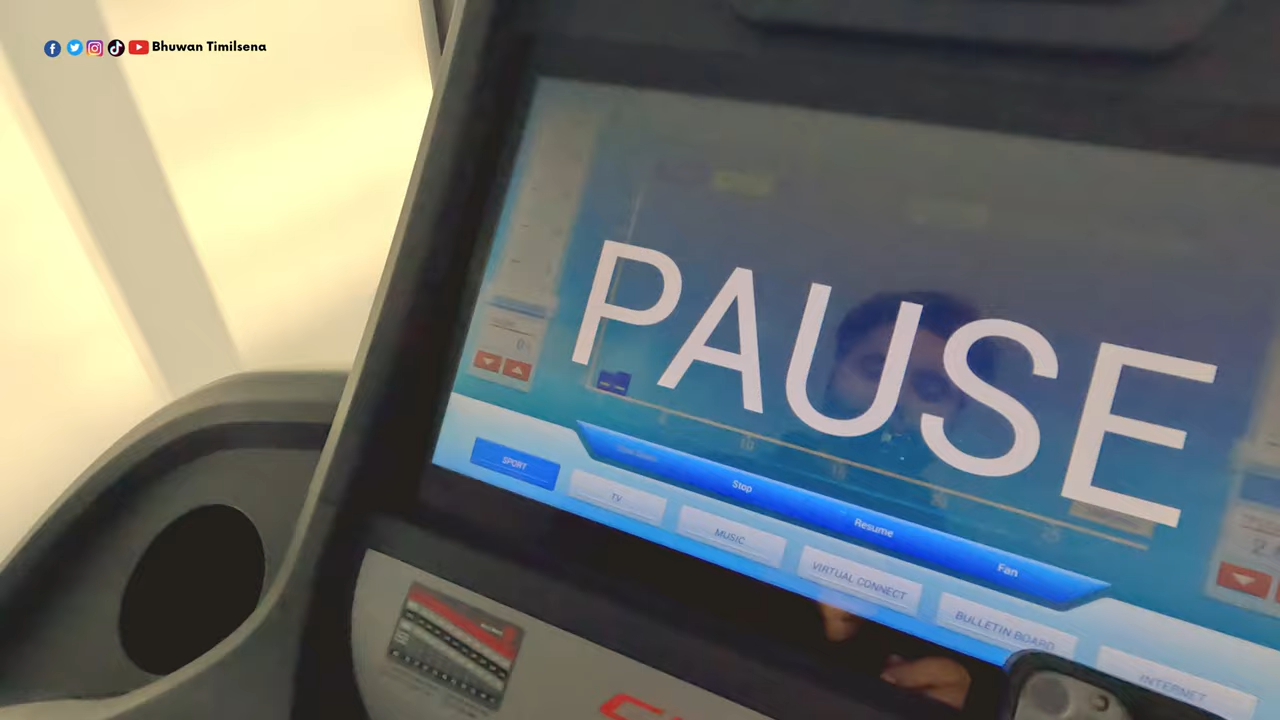 Bhuwan Timilsena
PAUSE
Stop
Resume
Fan
SPORT
TV
MUSIC
VIRTUAL CONNECT
BULLETIN BOARD
INTERNET